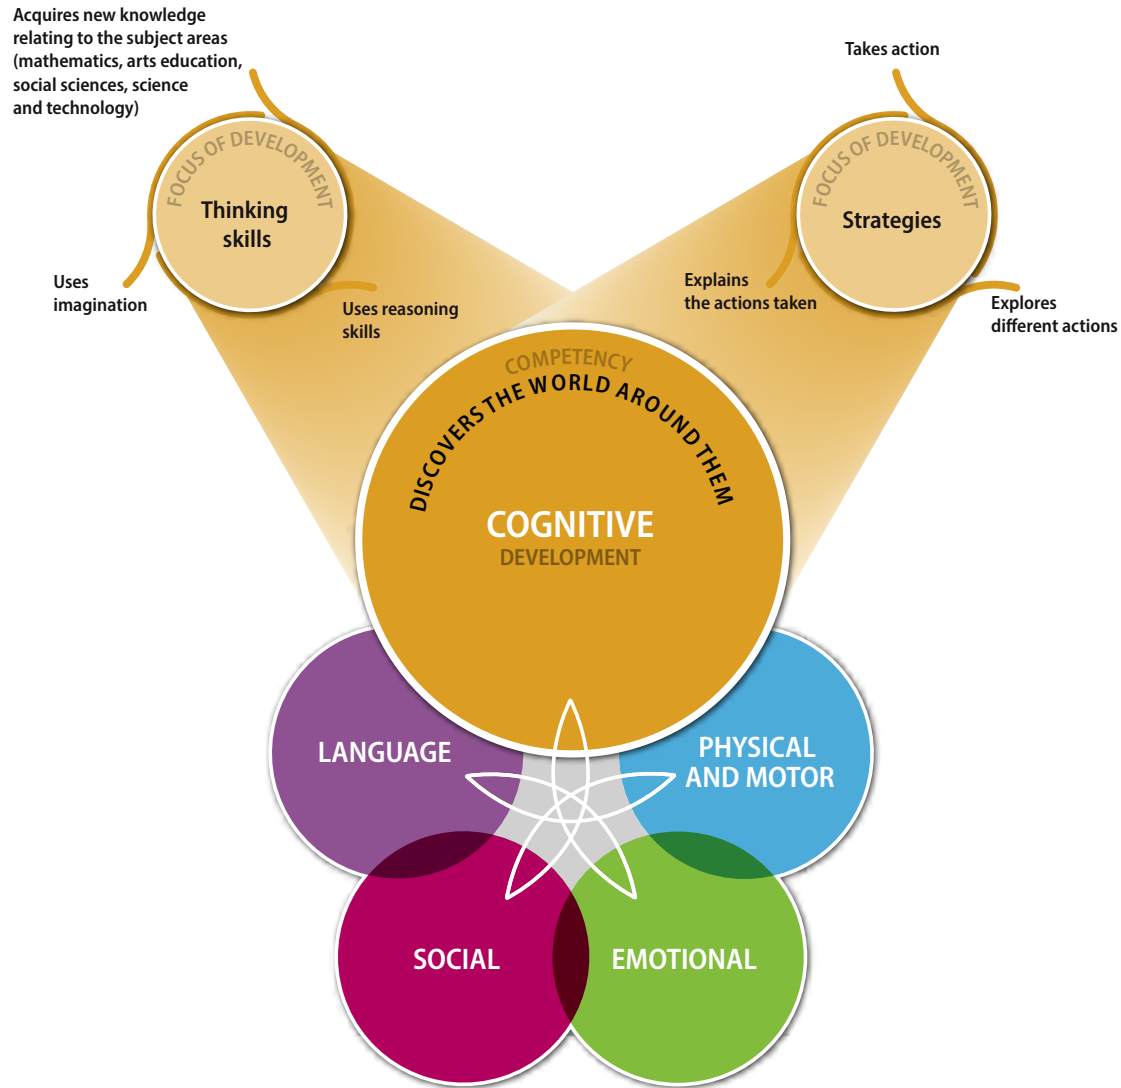 Acquires new knowledge
relating to the subject areas
(mathematics, arts education,
social sciences, science
and technology)
FOCUS OF DEVELOPMENT
Thinking
skills
Uses
imagination
Uses reasoning
skills
Takes action
FOCUS OF DEVELOPMENT
Strategies
Explains
the actions taken
Explores
different actions
COMPETENCY
DISCOVERS THE WORLD AROUND THEM
COGNITIVE
DEVELOPMENT
LANGUAGE
PHYSICAL
AND MOTOR
SOCIAL
EMOTIONAL